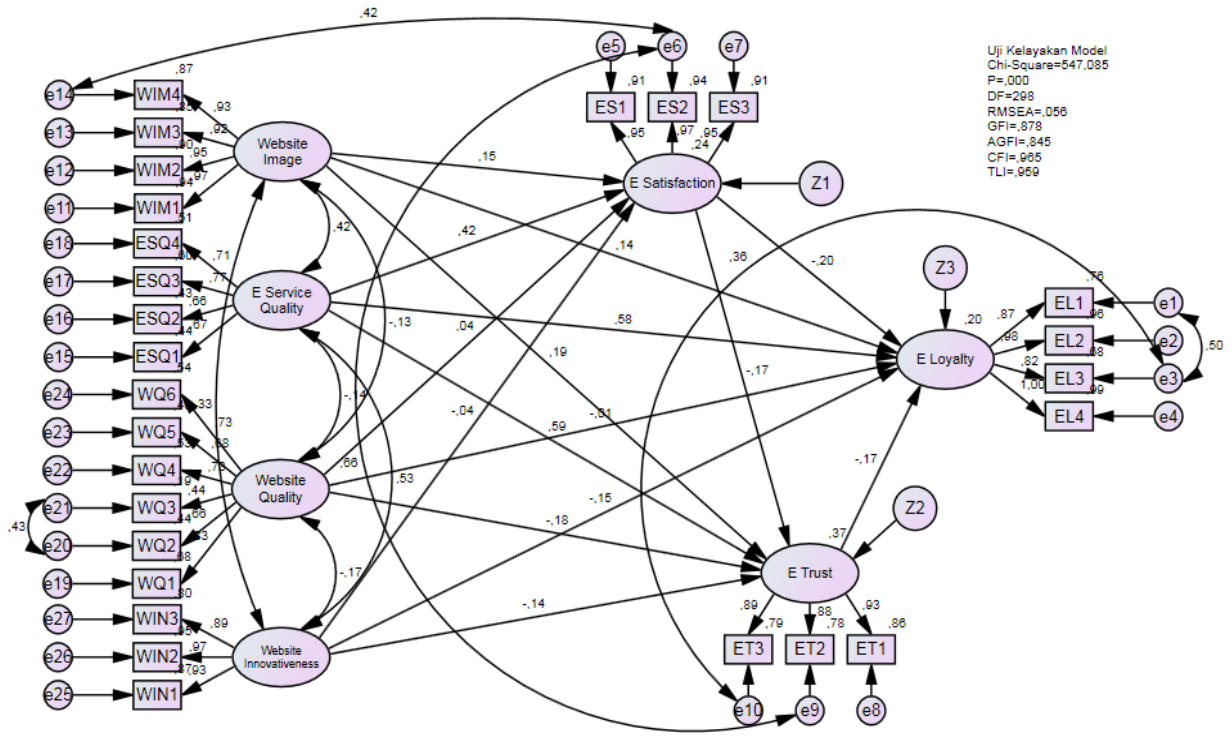 ,42
e5
e6
e7
Uji Kelayakan Model
Chi-Square=547,085
P=,000
DF=298
RMSEA=,056
GFI=,878
AGFI=,845
CFI=,965
TLI=,959
,87
e14
WIM4
,93
,91
,94
,91
ES1
ES2
ES3
e13
WIM3
,92
,95
,97
,95
,90
Website
Image
,24
e12
WIM2
,95
,15
E Satisfaction
Z1
,97
e11
WIM1
e18
ESQ4
,42
,42
,14
,36
-,20
,71
Z3
e17
ESQ3
,77
,76
E Service
Quality
EL1
e1
e16
ESQ2
,66
,87
,96
-,13
,04
,58
,20
,98
EL2
e2
,50
e15
ESQ1
,67
,19
E Loyalty
,82
,68
EL3
e3
-,17
1,00
,99
e24
WQ6
-,14
-,04
EL4
e4
,33
,73
e23
WQ5
,59
,68
e22
WQ4
,73
,66
,53
-,17
,19
Website
Quality
e21
WQ3
,44
-,15
,43
,66
Z2
e20
WQ2
-,18
,37
,68
-,17
E Trust
e19
WQ1
,80
-,14
e27
WIN3
,89
,89
,88
,93
,79
,78
,86
Website
Innovativeness
e26
WIN2
,97
ET3
ET2
ET1
,93
e25
WIN1
e10
e9
e8